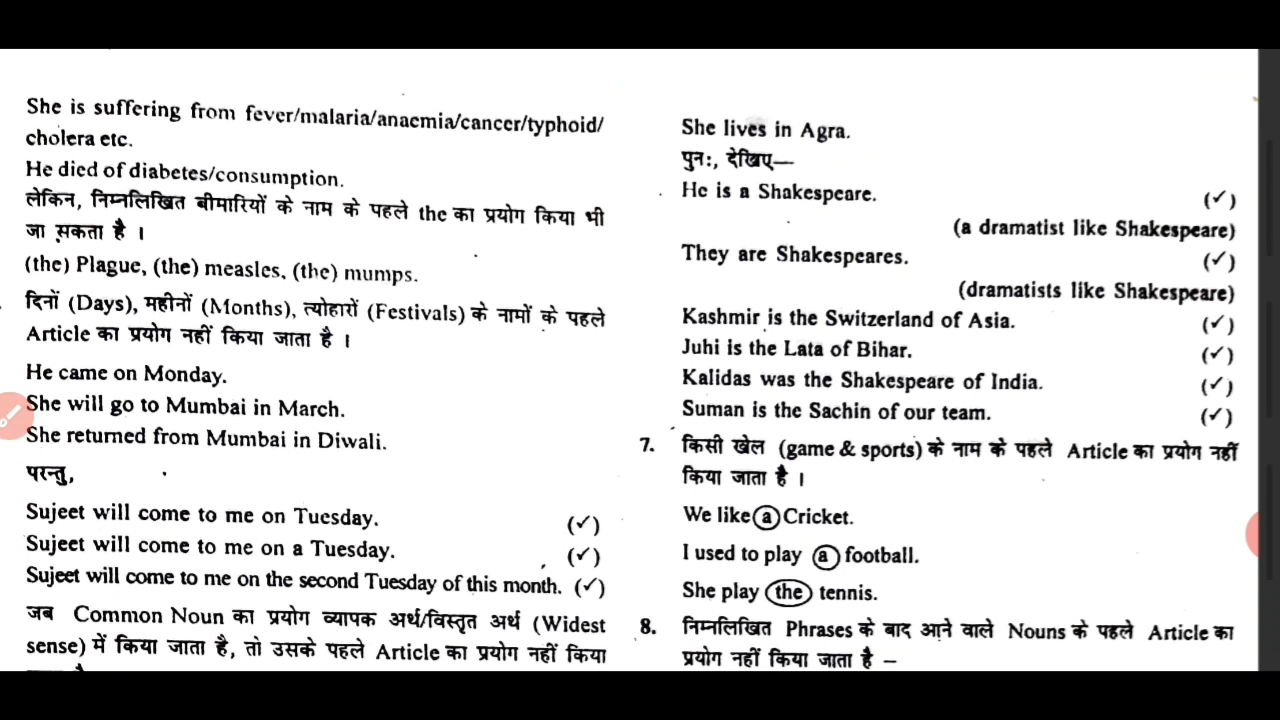 She is suffering from fever/malaria/anaemia/cancer/typhoid/
cholera etc.
He died of diabetes/consumption.
लेकिन, निम्नलिखित बीमारियों के नाम के पहले the का प्रयोग किया भी
जा सकता है ।
(the) Plague, (the) measles, (the) mumps.
दिनों (Days), महीनों (Months), त्योहारों (Festivals) के नामों के पहले
Article का प्रयोग नहीं किया जाता है ।
He came on Monday.
She will go to Mumbai in March.
She returned from Mumbai in Diwali.
परन्तु,
Sujeet will come to me on Tuesday. (✓)
Sujeet will come to me on a Tuesday. (✓)
Sujeet will come to me on the second Tuesday of this month. (✓)
जब Common Noun का प्रयोग व्यापक अर्थ/विस्तृत अर्थ (Widest
sense) में किया जाता है, तो उसके पहले Article का प्रयोग नहीं किया
She lives in Agra.
पुनः, देखिए—
He is a Shakespeare. (✓)
(a dramatist like Shakespeare)
They are Shakespeares. (✓)
(dramatists like Shakespeare)
Kashmir is the Switzerland of Asia. (✓)
Juhi is the Lata of Bihar. (✓)
Kalidas was the Shakespeare of India. (✓)
Suman is the Sachin of our team. (✓)
7. किसी खेल (game & sports) के नाम के पहले Article का प्रयोग नहीं
किया जाता है ।
We like a Cricket.
I used to play a football.
She play the tennis.
8. निम्नलिखित Phrases के बाद आने वाले Nouns के पहले Article का
प्रयोग नहीं किया जाता है –